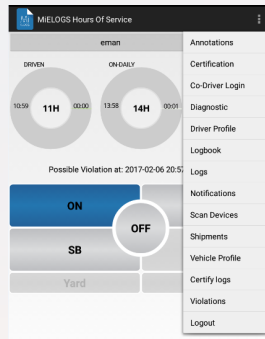 Mi
MiELOGS Hours Of Service
eman
DRIVEN
ON-DAILY
10:59
11H
00:00
13:58
14H
00:01
Possible Violation at: 2017-02-06 20:57
ON
OFF
SB
Yard
Annotations
Certification
Co-Driver Login
Diagnostic
Driver Profile
Logbook
Logs
Notifications
Scan Devices
Shipments
Vehicle Profile
Certify logs
Violations
Logout